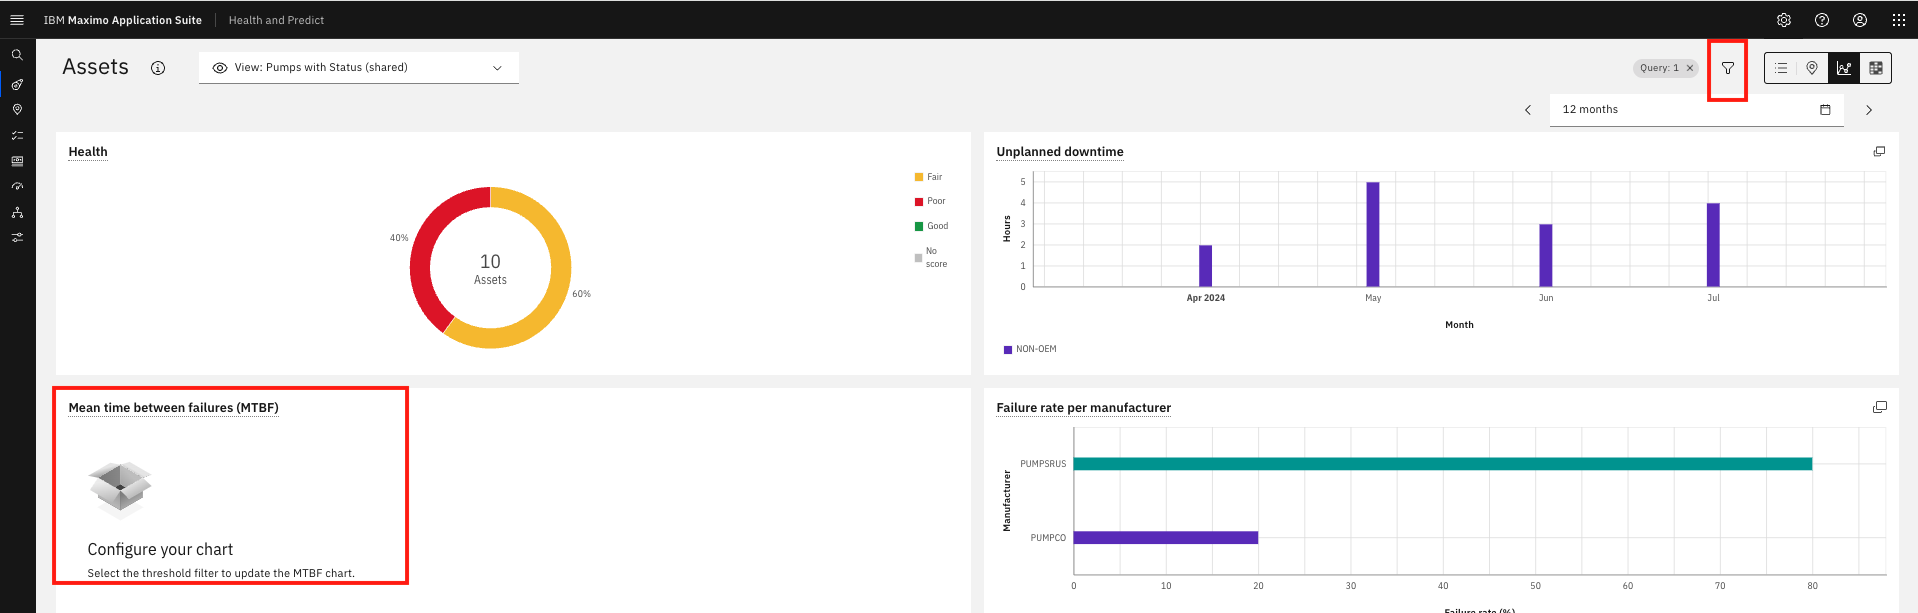 IBM Maximo Application Suite
Health and Predict
Assets
View: Pumps with Status (shared)
Query: 1
12 months
Health
Fair
Poor
Good
No
score
40%
10
Assets
60%
Unplanned downtime
Hours
5
4
3
2
1
0
Apr 2024
May
Jun
Jul
Month
NON-OEM
Mean time between failures (MTBF)
Configure your chart
Select the threshold filter to update the MTBF chart.
Failure rate per manufacturer
Manufacturer
PUMPSRUS
PUMPCO
0
10
20
30
40
50
60
70
80
Failure rate (%)